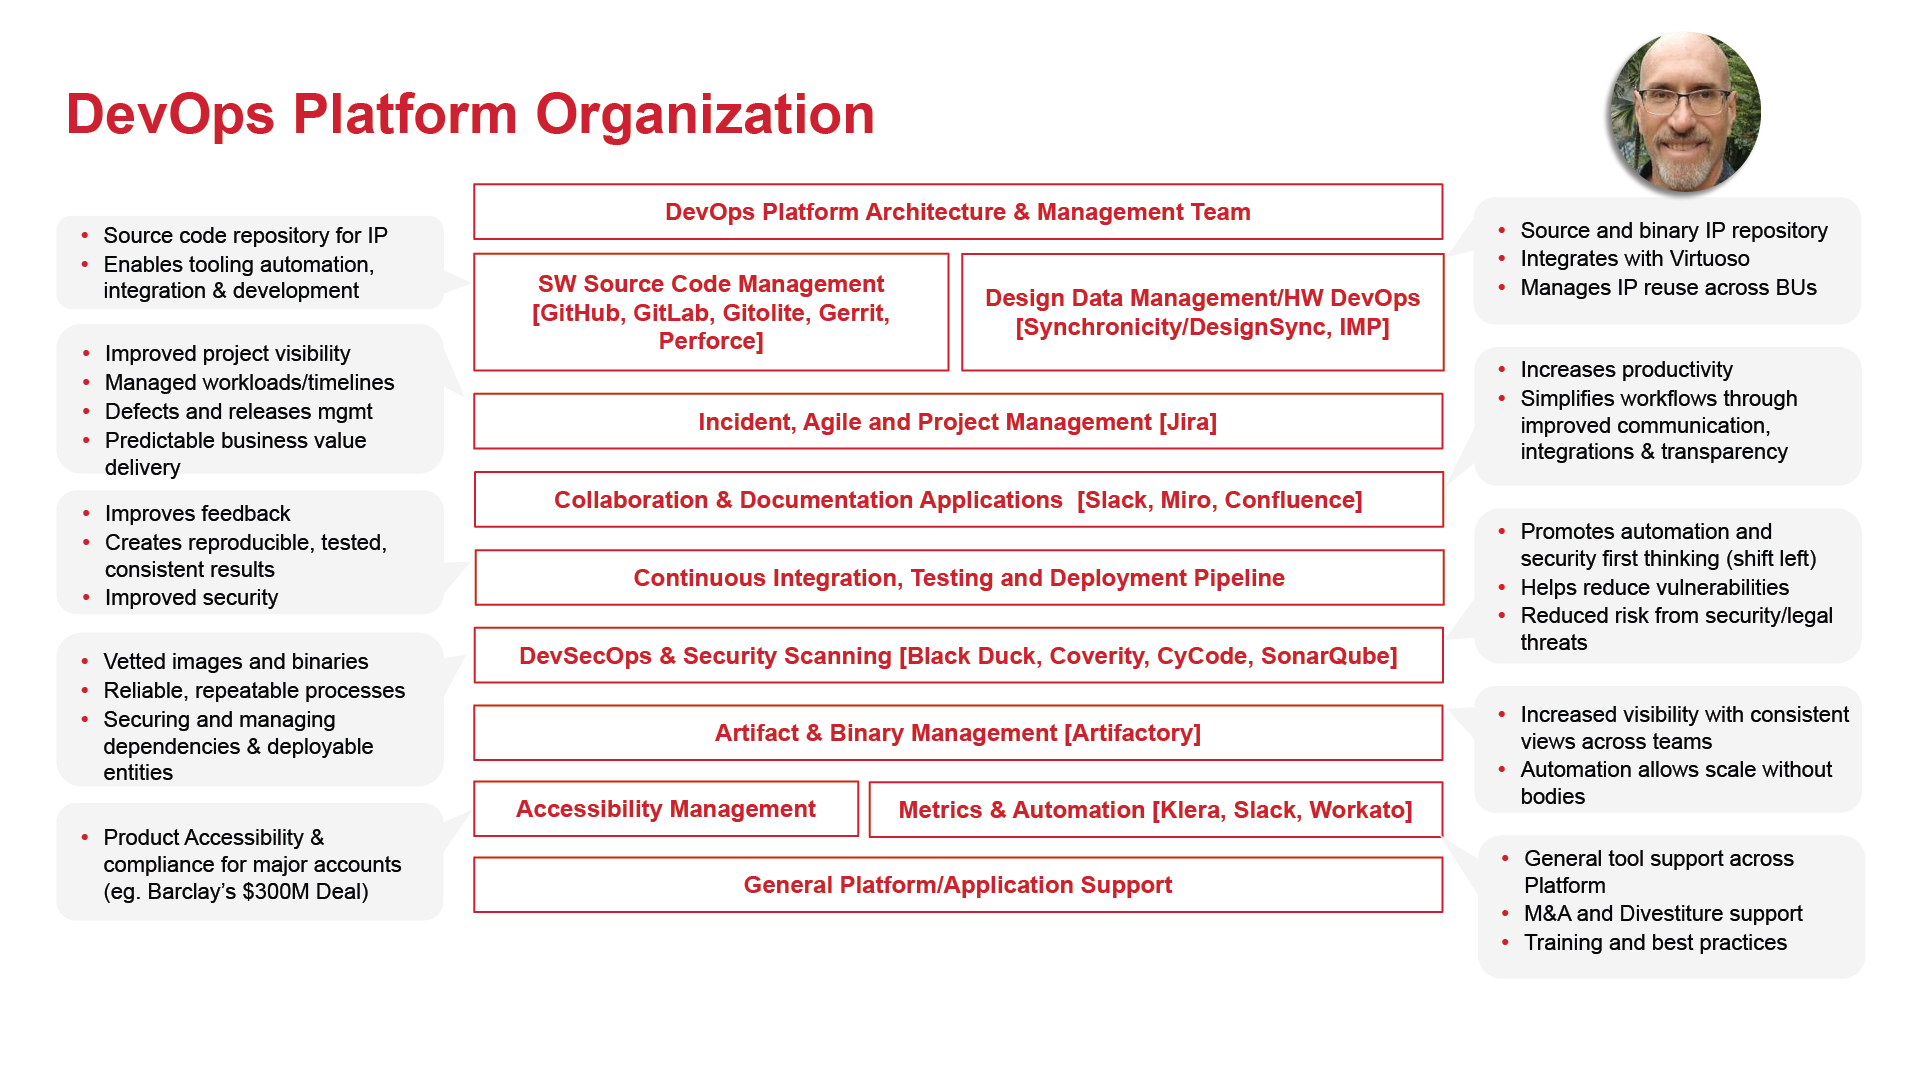 DevOps Platform Organization
DevOps Platform Architecture & Management Team
• Source code repository for IP
• Enables tooling automation,
integration & development
SW Source Code Management
[GitHub, GitLab, Gitolite, Gerrit,
Perforce]
Design Data Management/HW DevOps
[Synchronicity/DesignSync, IMP]
• Source and binary IP repository
• Integrates with Virtuoso
• Manages IP reuse across BUs
• Improved project visibility
• Managed workloads/timelines
• Defects and releases mgmt
• Predictable business value
delivery
Incident, Agile and Project Management [Jira]
• Increases productivity
• Simplifies workflows through
improved communication,
integrations & transparency
Collaboration & Documentation Applications  [Slack, Miro, Confluence]
• Improves feedback
• Creates reproducible, tested,
consistent results
• Improved security
Continuous Integration, Testing and Deployment Pipeline
• Promotes automation and
security first thinking (shift left)
• Helps reduce vulnerabilities
• Reduced risk from security/legal
threats
DevSecOps & Security Scanning [Black Duck, Coverity, CyCode, SonarQube]
• Vetted images and binaries
• Reliable, repeatable processes
• Securing and managing
dependencies & deployable
entities
Artifact & Binary Management [Artifactory]
• Increased visibility with consistent
views across teams
• Automation allows scale without
bodies
Accessibility Management
Metrics & Automation [Klera, Slack, Workato]
• Product Accessibility &
compliance for major accounts
(eg. Barclay’s $300M Deal)
General Platform/Application Support
• General tool support across
Platform
• M&A and Divestiture support
• Training and best practices